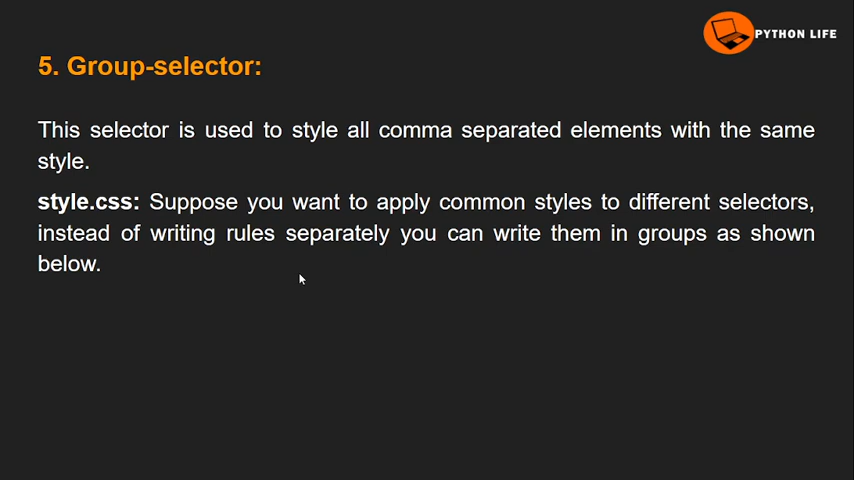 PYTHON LIFE
5. Group-selector:
This selector is used to style all comma separated elements with the same
style.
style.css: Suppose you want to apply common styles to different selectors,
instead of writing rules separately you can write them in groups as shown
below.